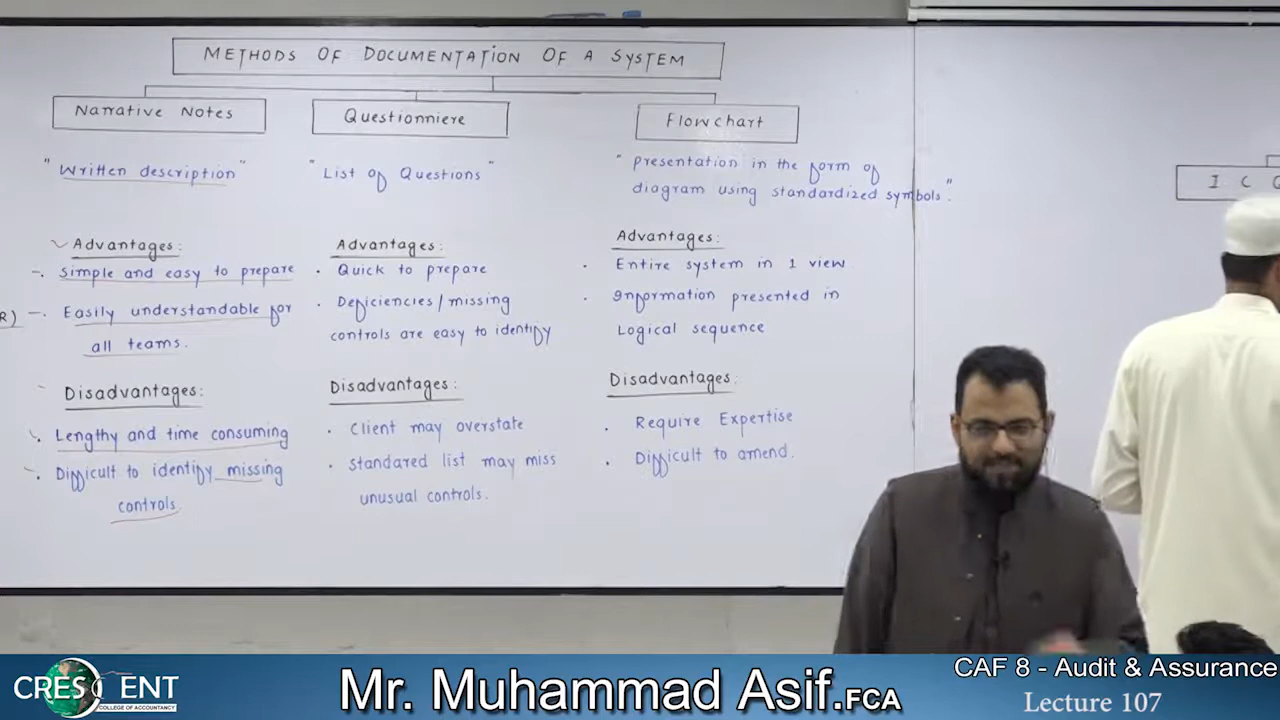 METHODS OF DOCUMENTATION OF A SYSTEM
Narrative Notes
"Written description"
Advantages:
Simple and easy to prepare
R)
Easily understandable for
all teams.
Disadvantages:
Lengthy and time consuming
Difficult to identify missing
controls.
Questionniere
"List of Questions"
Advantages:
Quick to prepare
Deficiencies/missing
controls are easy to identify
Disadvantages:
Client may overstate
Standared list may miss
unusual controls.
Flowchart
"presentation in the form of
diagram using standardized symbols".
Advantages:
Entire system in 1 view
Information presented in
Logical sequence
Disadvantages:
Require Expertise
Difficult to amend.
I C
CRESCENT
COLLEGE OF ACCOUNTANCY
Mr. Muhammad Asif.FCA
CAF 8 - Audit & Assurance
Lecture 107